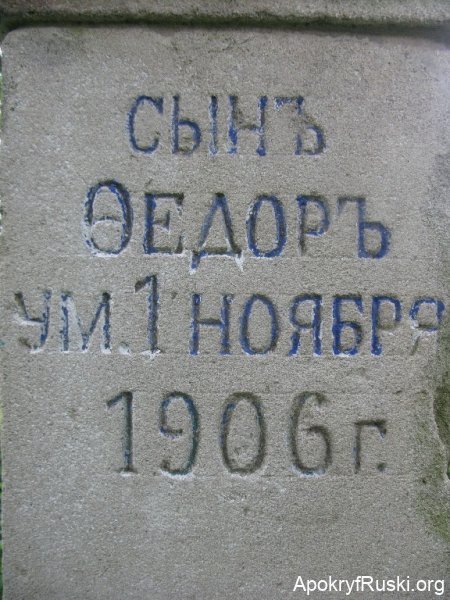 СЫНЪ
ѲЕДОРЪ
УМ. 1 НОЯБРЯ
1906 Г.
ApokryfRuski.org